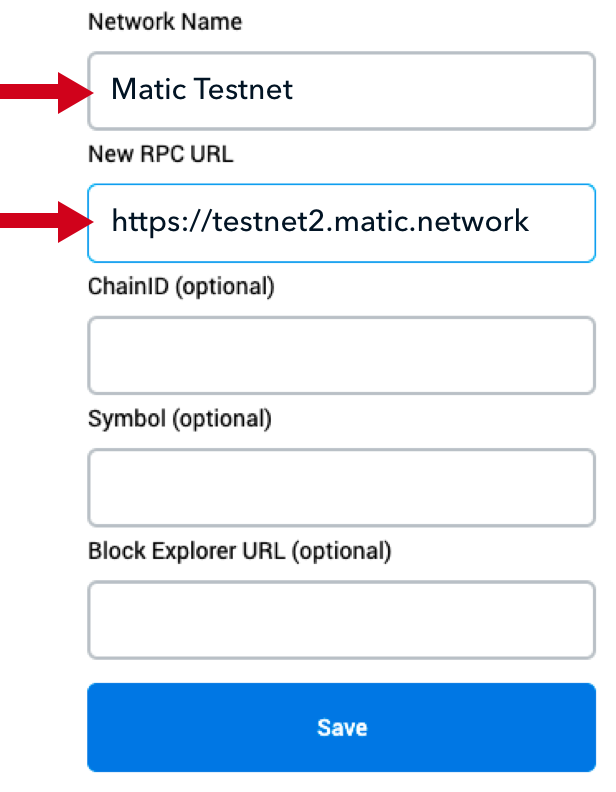 Network Name
Matic Testnet
New RPC URL
https://testnet2.matic.network
ChainID (optional)
Symbol (optional)
Block Explorer URL (optional)
Save